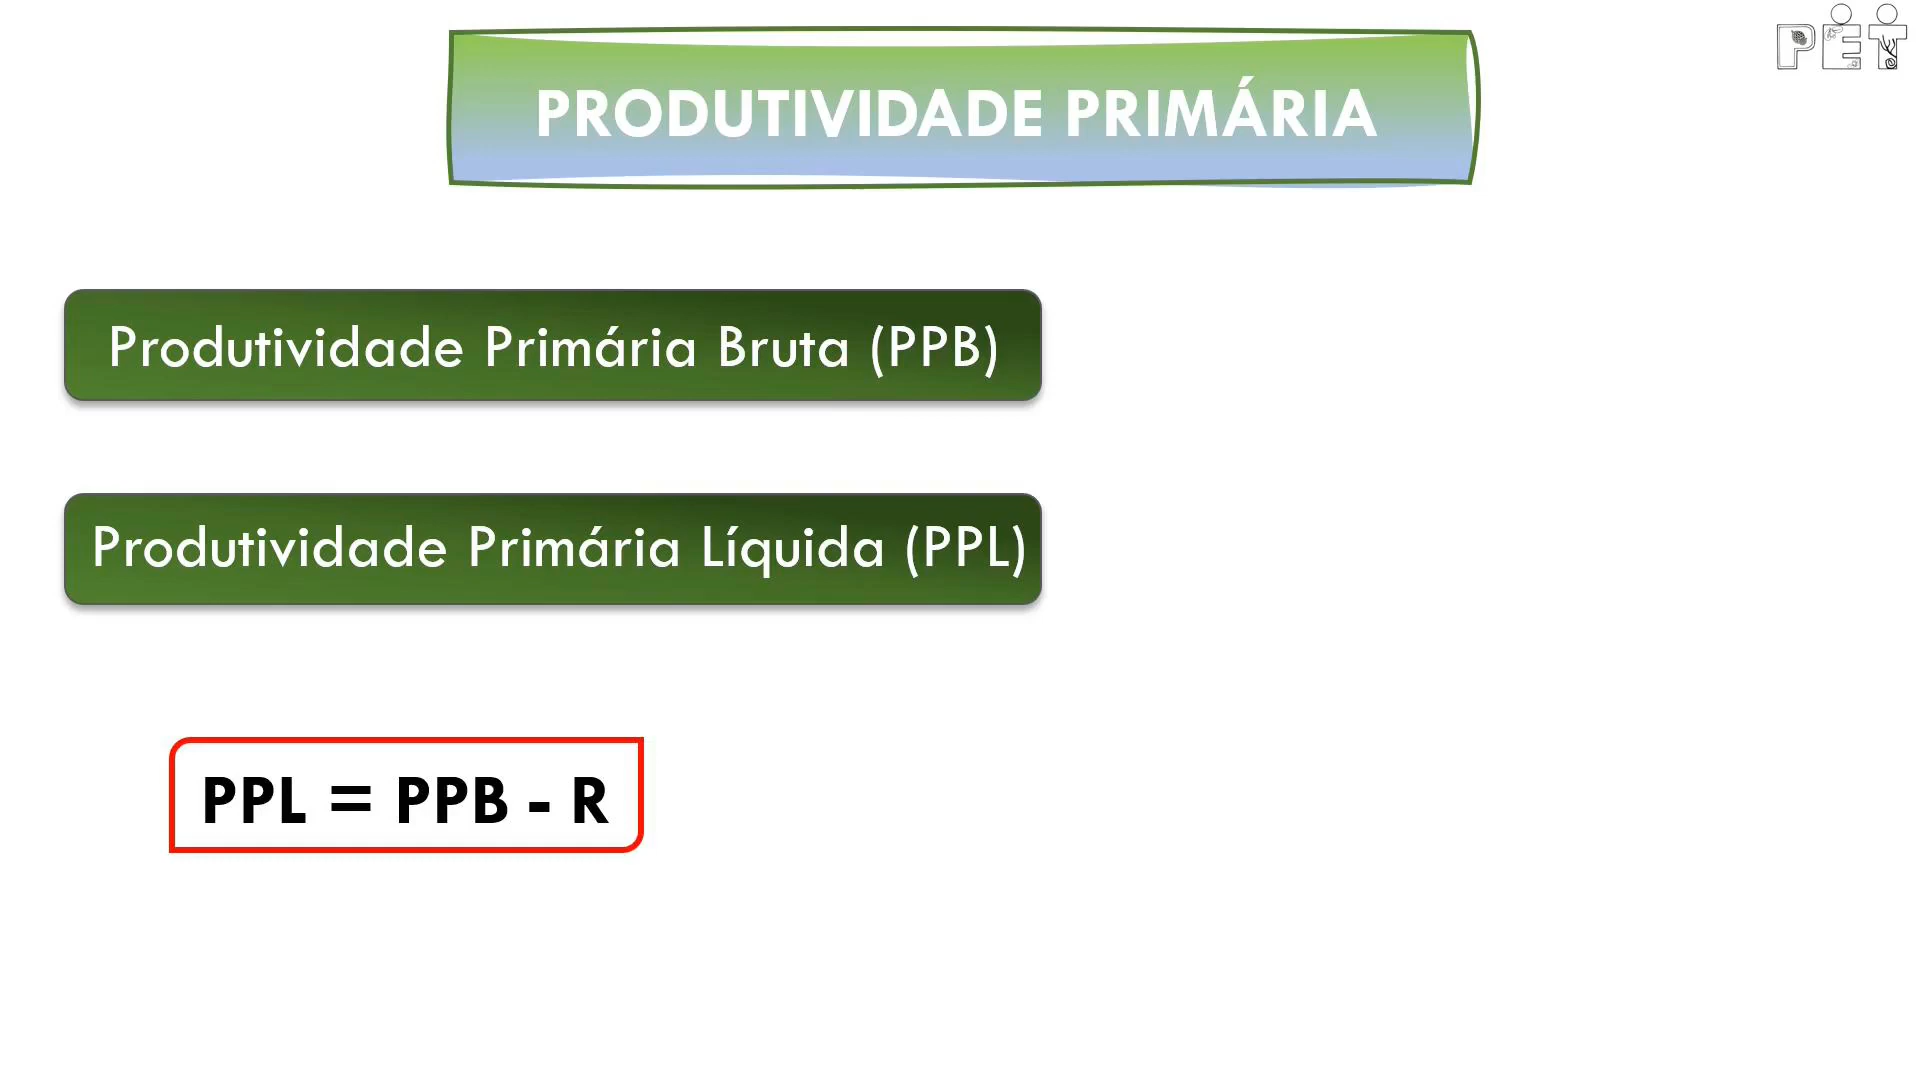 PET
PRODUTIVIDADE PRIMÁRIA
Produtividade Primária Bruta (PPB)
Produtividade Primária Líquida (PPL)
PPL = PPB - R